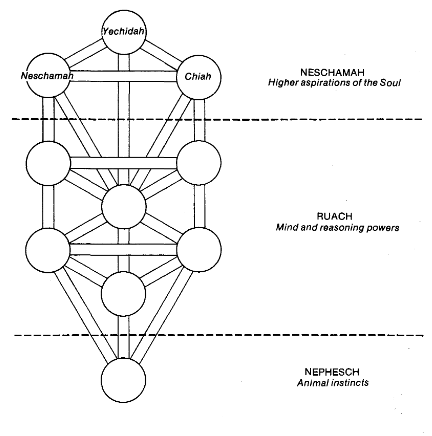 Yechidah
Neschamah
Chiah
NESCHAMAH
Higher aspirations of the Soul
RUACH
Mind and reasoning powers
NEPHESCH
Animal instincts